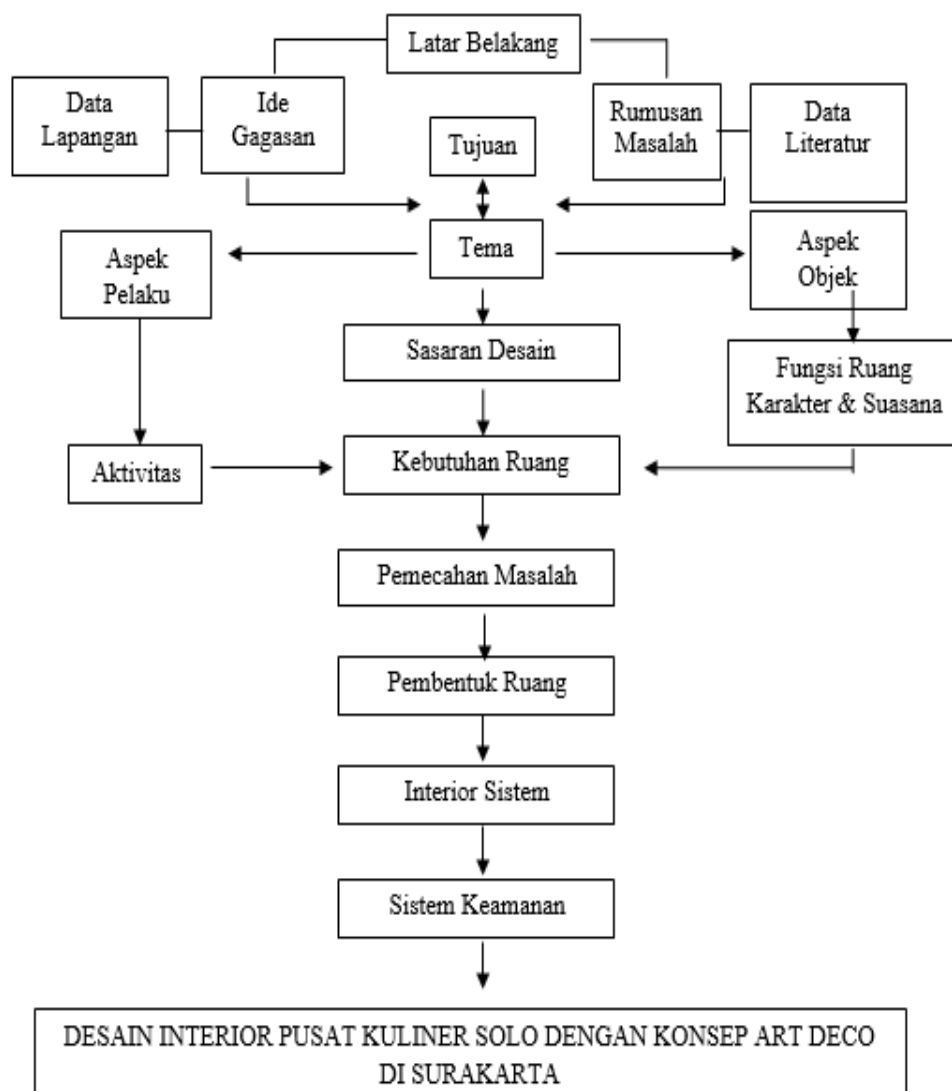 Latar Belakang
Data
Lapangan
Ide
Gagasan
Tujuan
Rumusan
Masalah
Data
Literatur
Tema
Aspek
Pelaku
Aspek
Objek
Sasaran Desain
Fungsi Ruang
Karakter & Suasana
Aktivitas
Kebutuhan Ruang
Pemecahan Masalah
Pembentuk Ruang
Interior Sistem
Sistem Keamanan
DESAIN INTERIOR PUSAT KULINER SOLO DENGAN KONSEP ART DECO
DI SURAKARTA